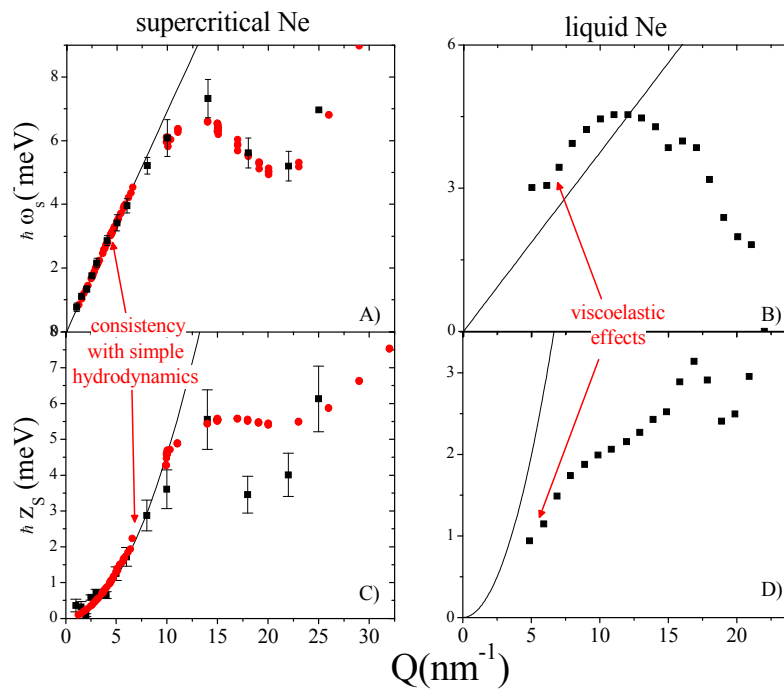 supercritical Ne
liquid Ne
8
6
4
2
0
ħ ω_s (meV)
A)
6
3
0
B)
consistency
with simple
hydrodynamics
viscoelastic
effects
7
6
5
4
3
2
1
0
ħ z_s (meV)
C)
0
5
10
15
20
25
30
3
2
1
0
D)
0
5
10
15
20
Q(nm⁻¹)